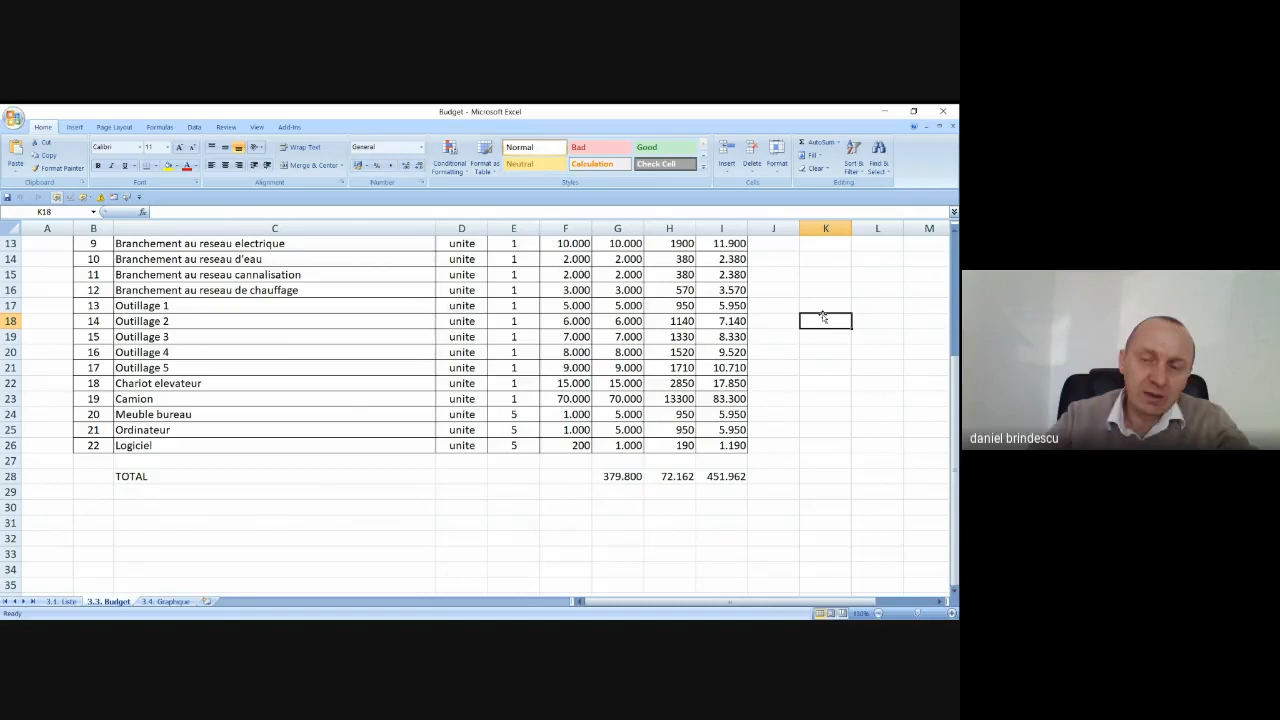 Budget - Microsoft Excel
Home Insert Page Layout Formulas Data Review View Add-Ins
Cut
Copy
Format Painter
Paste
Calibri 11
Wrap Text
Merge & Center
General
Conditional Formatting
Format as Table
Normal Bad Good
Neutral Calculation Check Cell
Insert Delete Format
AutoSum
Fill
Clear
Sort & Filter
Find & Select
Clipboard Font Alignment Number Styles Cells Editing
K18 fx
A B C D E F G H I J K L M
13 9 Branchement au reseau electrique unite 1 10.000 10.000 1900 11.900
14 10 Branchement au reseau d'eau unite 1 2.000 2.000 380 2.380
15 11 Branchement au reseau cannalisation unite 1 2.000 2.000 380 2.380
16 12 Branchement au reseau de chauffage unite 1 3.000 3.000 570 3.570
17 13 Outillage 1 unite 1 5.000 5.000 950 5.950
18 14 Outillage 2 unite 1 6.000 6.000 1140 7.140
19 15 Outillage 3 unite 1 7.000 7.000 1330 8.330
20 16 Outillage 4 unite 1 8.000 8.000 1520 9.520
21 17 Outillage 5 unite 1 9.000 9.000 1710 10.710
22 18 Chariot elevateur unite 1 15.000 15.000 2850 17.850
23 19 Camion unite 1 70.000 70.000 13300 83.300
24 20 Meuble bureau unite 5 1.000 5.000 950 5.950
25 21 Ordinateur unite 5 1.000 5.000 950 5.950
26 22 Logiciel unite 5 200 1.000 190 1.190
27
28 TOTAL 379.800 72.162 451.962
29
30
31
32
33
34
35
3.1. Liste 3.3. Budget 3.4. Graphique
Ready 130%
daniel brindescu